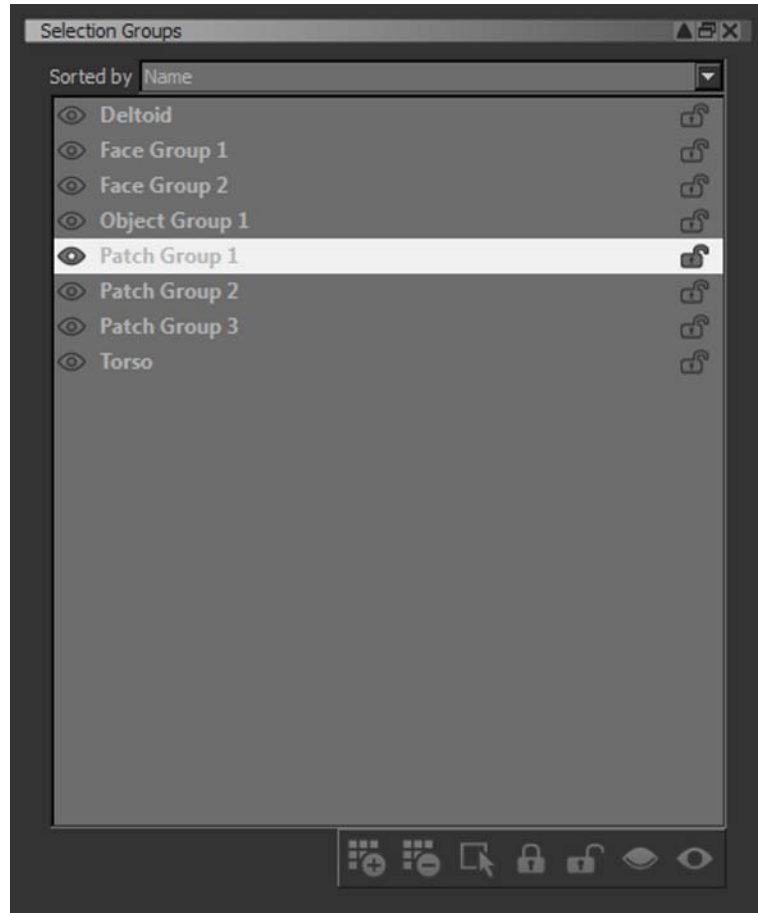 Selection Groups
Sorted by Name
Deltoid
Face Group 1
Face Group 2
Object Group 1
Patch Group 1
Patch Group 2
Patch Group 3
Torso